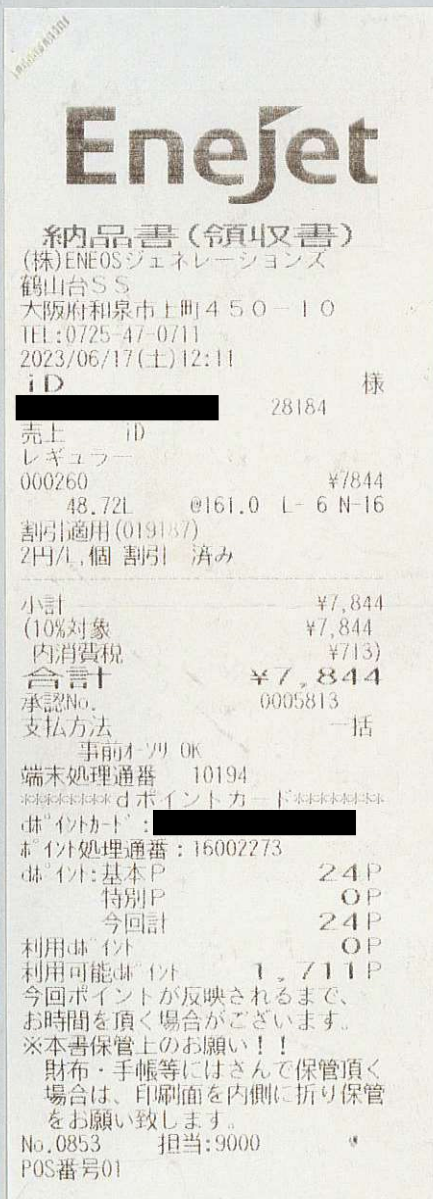 Enejet
納品書(領収書)
(株)ENEOSジェネレーションズ
鶴山台SS
大阪府和泉市上町450-10
TEL:0725-47-0711
2023/06/17(土)12:11
iD 様
28184
売上 iD
レギュラー
000260 ¥7844
48.72L @161.0 L- 6 N-16
割引適用(019187)
2円/L,個 割引 済み
小計 ¥7,844
(10%対象 ¥7,844
内消費税 ¥713)
合計 ¥7,844
承認No. 0005813
支払方法 一括
事前オーソリ OK
端末処理通番 10194
********dポイントカード********
dポイントカード:
ポイント処理通番:16002273
dポイント:基本P 24P
特別P 0P
今回計 24P
利用dポイント 0P
利用可能dポイント 1,711P
今回ポイントが反映されるまで、
お時間を頂く場合がございます。
※本書保管上のお願い!!
財布・手帳等にはさんで保管頂く
場合は、印刷面を内側に折り保管
をお願い致します。
No.0853 担当:9000
POS番号01